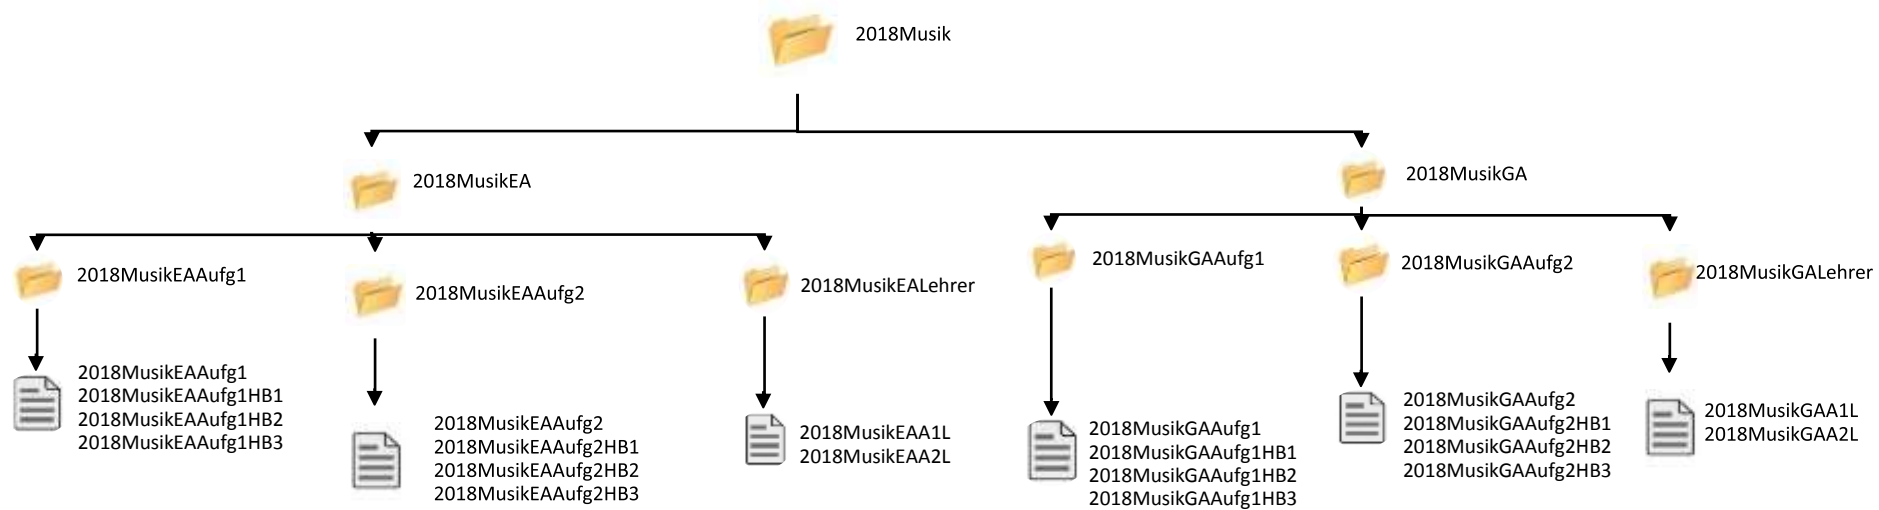 2018Musik
2018MusikEA
2018MusikGA
2018MusikEAAufg1
2018MusikEAAufg2
2018MusikEALehrer
2018MusikGAAufg1
2018MusikGAAufg2
2018MusikGALehrer
2018MusikEAAufg1
2018MusikEAAufg1HB1
2018MusikEAAufg1HB2
2018MusikEAAufg1HB3
2018MusikEAAufg2
2018MusikEAAufg2HB1
2018MusikEAAufg2HB2
2018MusikEAAufg2HB3
2018MusikEAA1L
2018MusikEAA2L
2018MusikGAAufg1
2018MusikGAAufg1HB1
2018MusikGAAufg1HB2
2018MusikGAAufg1HB3
2018MusikGAAufg2
2018MusikGAAufg2HB1
2018MusikGAAufg2HB2
2018MusikGAAufg2HB3
2018MusikGAA1L
2018MusikGAA2L